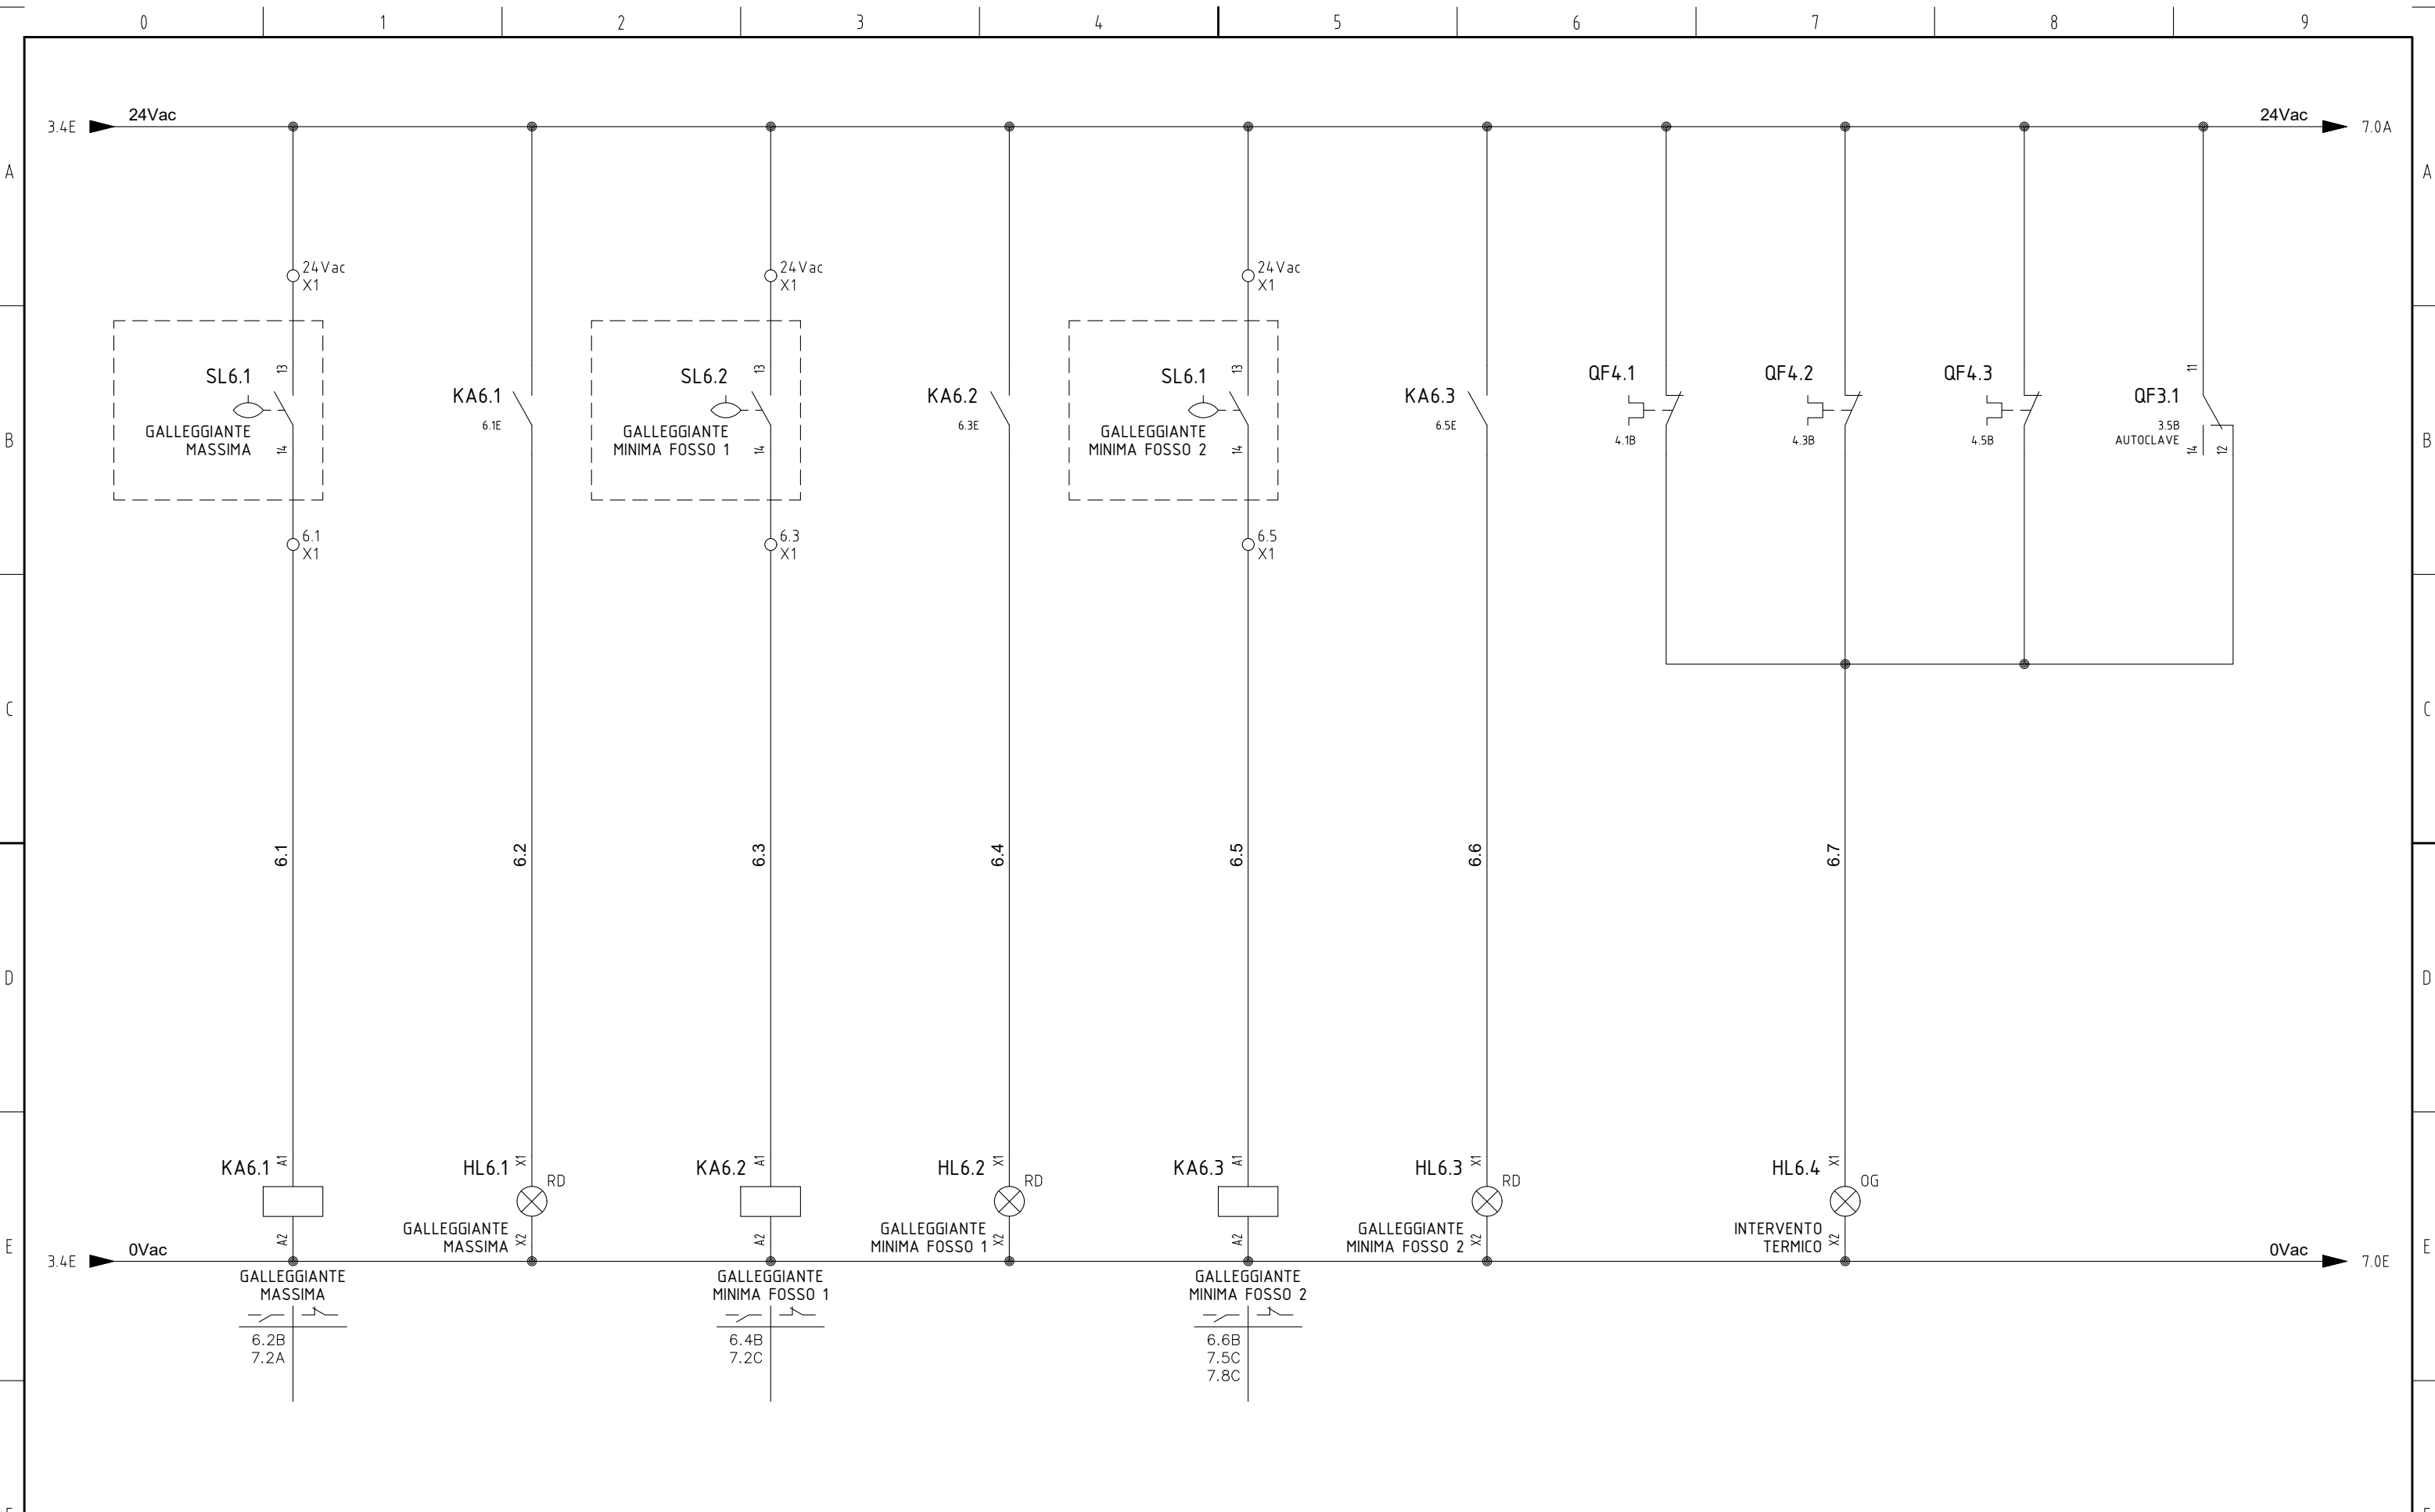 0 1 2 3 4 5 6 7 8 9
24Vac 24Vac
3.4E 7.0A
A A
24Vac 24Vac 24Vac
X1 X1 X1
13 13 13 11
SL6.1 KA6.1 SL6.2 KA6.2 SL6.1 KA6.3 QF4.1 QF4.2 QF4.3 QF3.1
6.1E 6.3E 6.5E 3.5B
GALLEGGIANTE GALLEGGIANTE GALLEGGIANTE
B 4.1B 4.3B 4.5B AUTOCLAVE B
MASSIMA MINIMA FOSSO 1 MINIMA FOSSO 2
14 14 14 14 12
6.1 6.3 6.5
X1 X1 X1
C C
6.1 6.2 6.3 6.4 6.5 6.6 6.7
D D
A1 X1 A1 X1 A1 X1 X1
KA6.1 HL6.1 KA6.2 HL6.2 KA6.3 HL6.3 HL6.4
RD RD RD OG
GALLEGGIANTE GALLEGGIANTE GALLEGGIANTE INTERVENTO
MASSIMA MINIMA FOSSO 1 MINIMA FOSSO 2 TERMICO
A2 X2 A2 X2 A2 X2 X2
E E
0Vac 0Vac
3.4E 7.0E
GALLEGGIANTE GALLEGGIANTE GALLEGGIANTE
MASSIMA MINIMA FOSSO 1 MINIMA FOSSO 2
6.2B 6.4B 6.6B
7.2A 7.2C 7.5C
7.8C